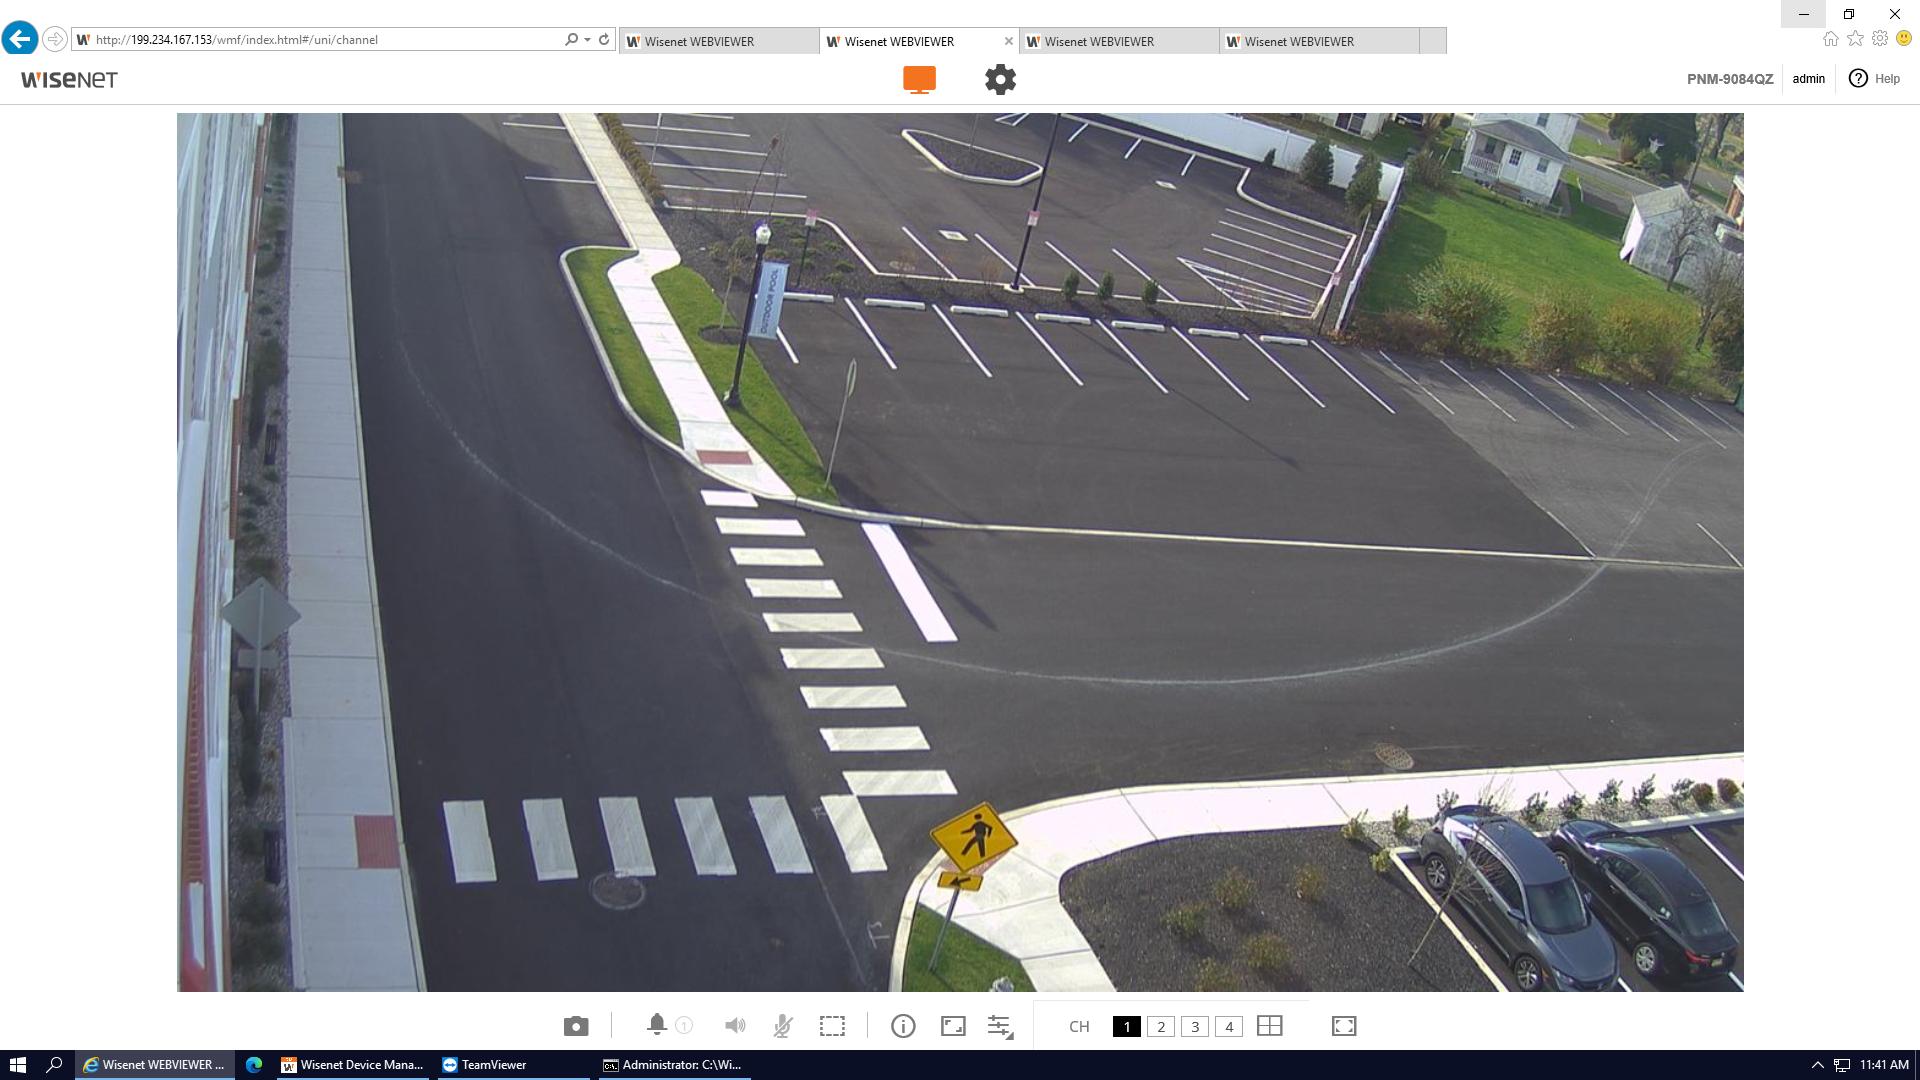 http://199.234.167.153/wmf/index.html#/uni/channel
Wisenet WEBVIEWER
Wisenet WEBVIEWER
Wisenet WEBVIEWER
Wisenet WEBVIEWER
WISENET
PNM-9084QZ
admin
? Help
OUTDOOR POOL
TS
1
CH
1
2
3
4
Wisenet WEBVIEWER ...
Wisenet Device Mana...
TeamViewer
Administrator: C:\Wi...
11:41 AM